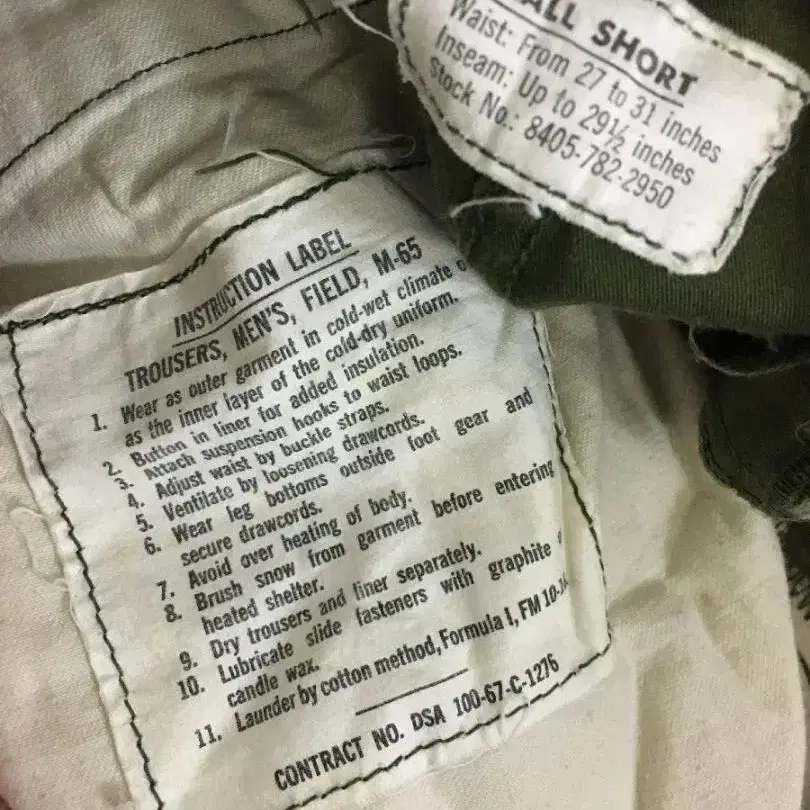 SHORT
Waist: From 27 to 31 inches
Inseam: Up to 29½ inches
Stock No.: 8405-782-2950
INSTRUCTION LABEL
TROUSERS, MEN'S, FIELD, M-65
1. Wear as outer garment in cold-wet climate
as the inner layer of the cold-dry uniform.
2. Button in liner for added insulation.
3. Attach suspension hooks to waist loops.
4. Adjust waist by buckle straps.
5. Ventilate by loosening drawcords.
6. Wear leg bottoms outside foot gear and
secure drawcords.
7. Avoid over heating of body.
8. Brush snow from garment before entering
heated shelter.
9. Dry trousers and liner separately.
10. Lubricate slide fasteners with graphite
candle wax.
11. Launder by cotton method, Formula I, FM
CONTRACT NO. DSA 100-67-C-1276